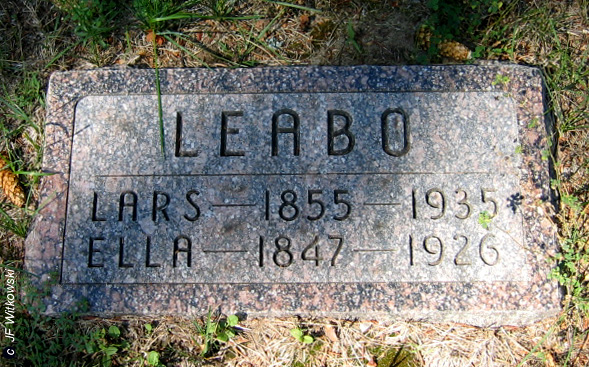 LEABO
LARS — 1855 — 1935
ELLA — 1847 — 1926
c JF Witkowski